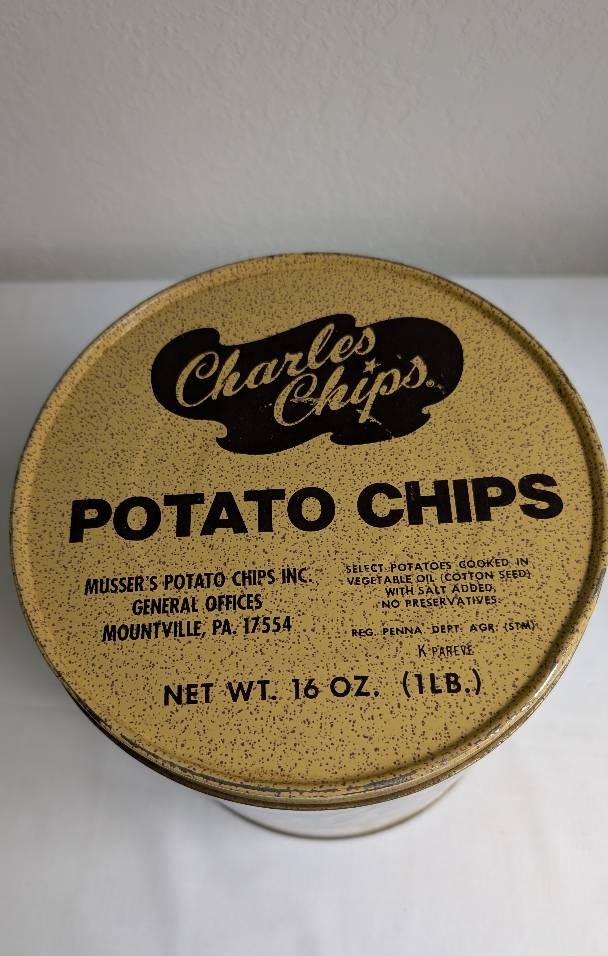 Charles
Chips®
POTATO CHIPS
MUSSER'S POTATO CHIPS INC.
GENERAL OFFICES
MOUNTVILLE, PA. 17554
SELECT POTATOES COOKED IN
VEGETABLE OIL (COTTON SEED)
WITH SALT ADDED,
NO PRESERVATIVES.
REG. PENNA. DEPT. AGR. (STM)
K PAREVE
NET WT. 16 OZ. (1LB.)